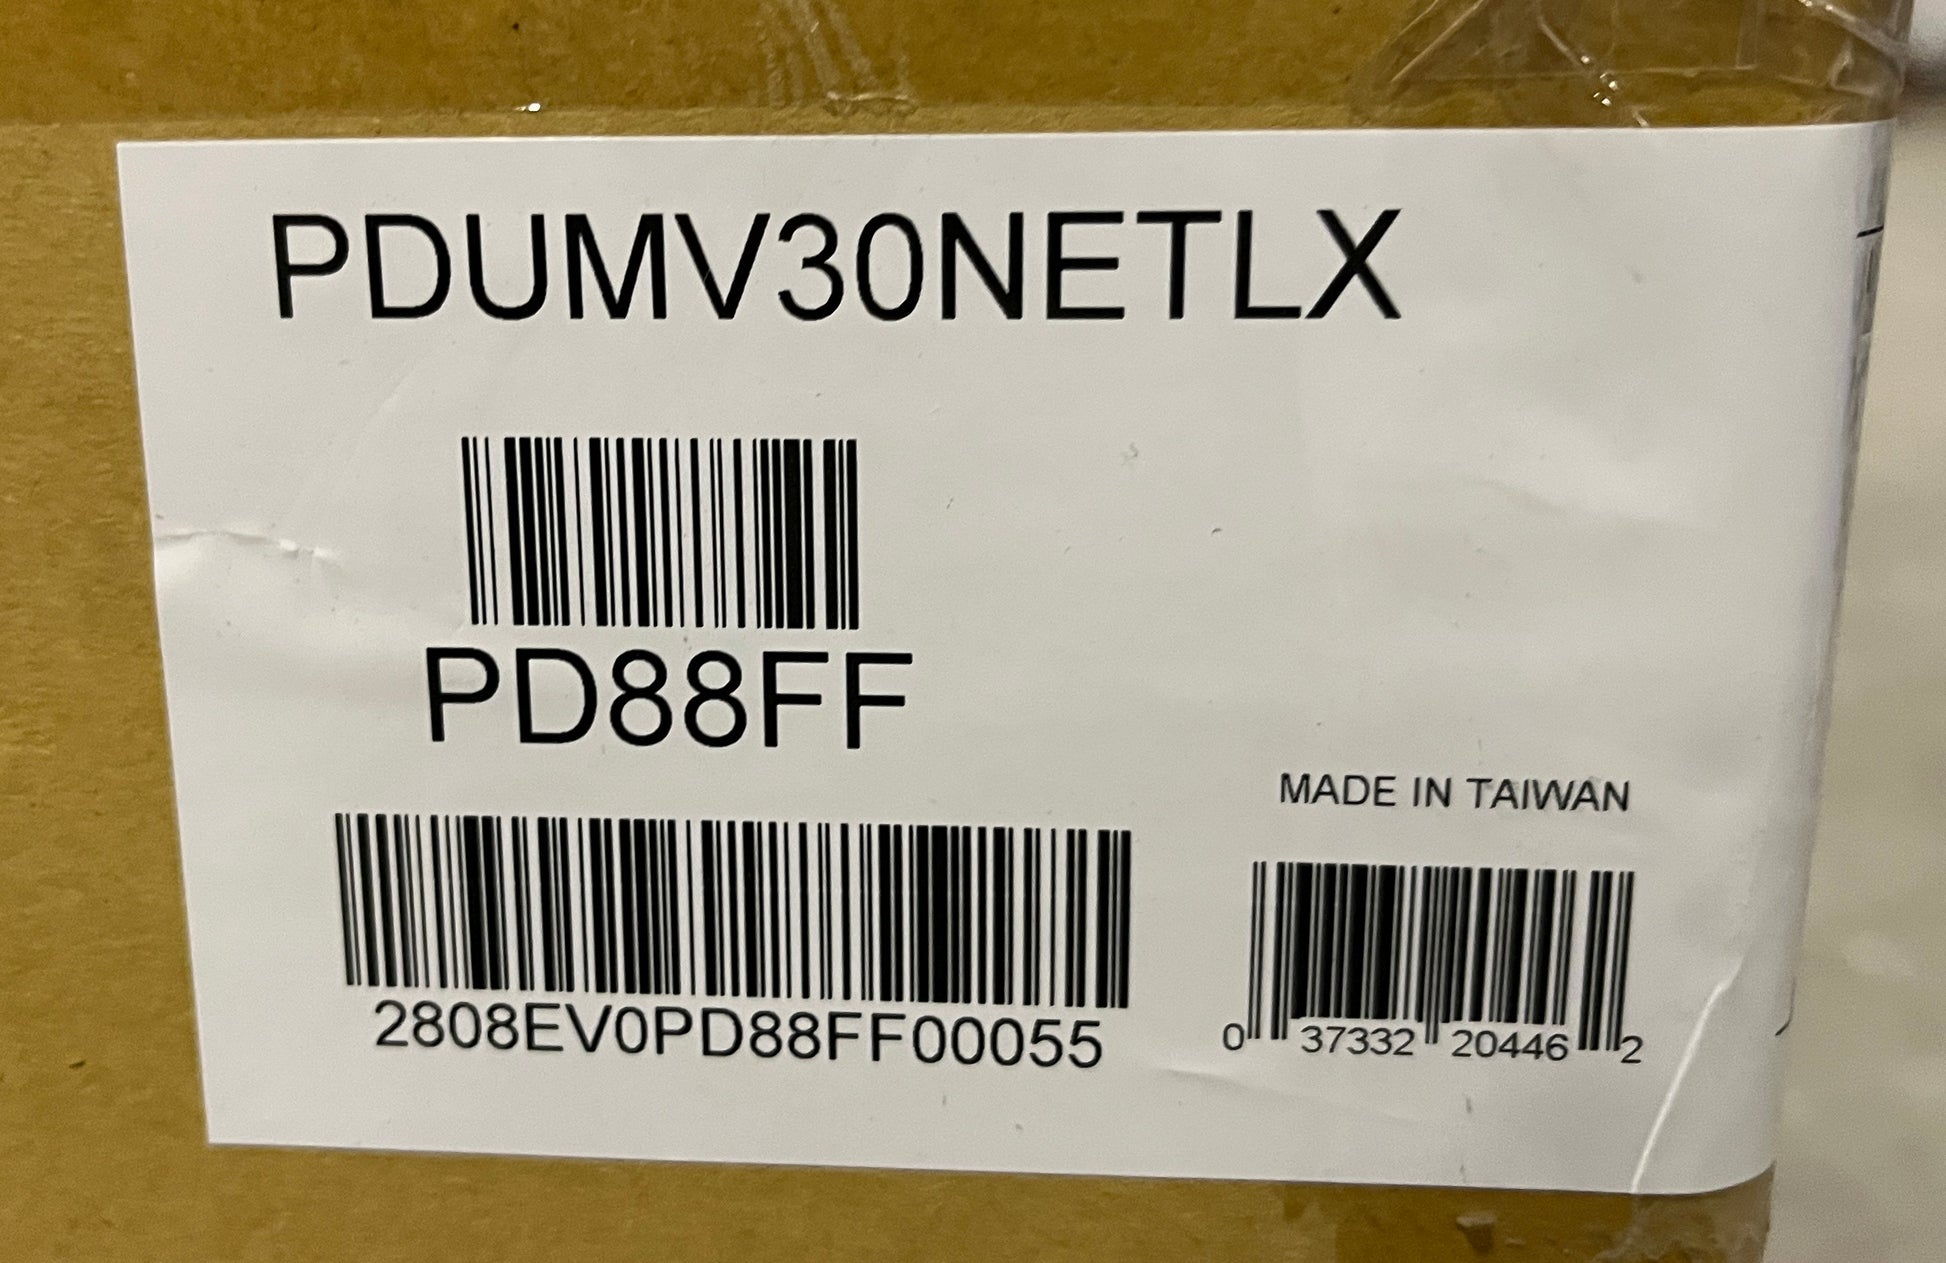 PDUMV30NETLX
PD88FF
MADE IN TAIWAN
2808EV0PD88FF00055
0 37332 20446 2